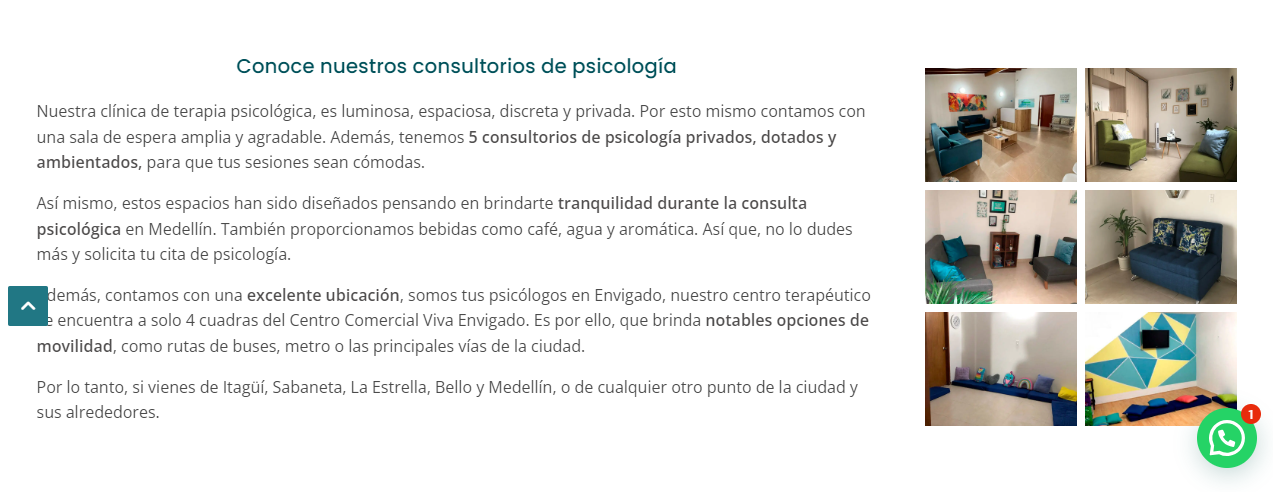 Conoce nuestros consultorios de psicología
Nuestra clínica de terapia psicológica, es luminosa, espaciosa, discreta y privada. Por esto mismo contamos con
una sala de espera amplia y agradable. Además, tenemos 5 consultorios de psicología privados, dotados y
ambientados, para que tus sesiones sean cómodas.
Así mismo, estos espacios han sido diseñados pensando en brindarte tranquilidad durante la consulta
psicológica en Medellín. También proporcionamos bebidas como café, agua y aromática. Así que, no lo dudes
más y solicita tu cita de psicología.
demás, contamos con una excelente ubicación, somos tus psicólogos en Envigado, nuestro centro terapéutico
e encuentra a solo 4 cuadras del Centro Comercial Viva Envigado. Es por ello, que brinda notables opciones de
movilidad, como rutas de buses, metro o las principales vías de la ciudad.
Por lo tanto, si vienes de Itagüí, Sabaneta, La Estrella, Bello y Medellín, o de cualquier otro punto de la ciudad y
sus alrededores.
1